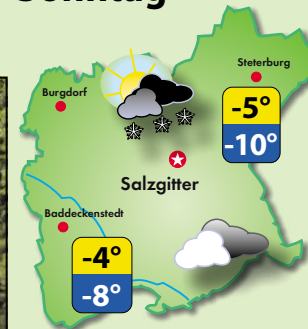 Sonntag
Steterburg
Burgdorf
-5°
-10°
Salzgitter
Baddeckenstedt
-4°
-8°